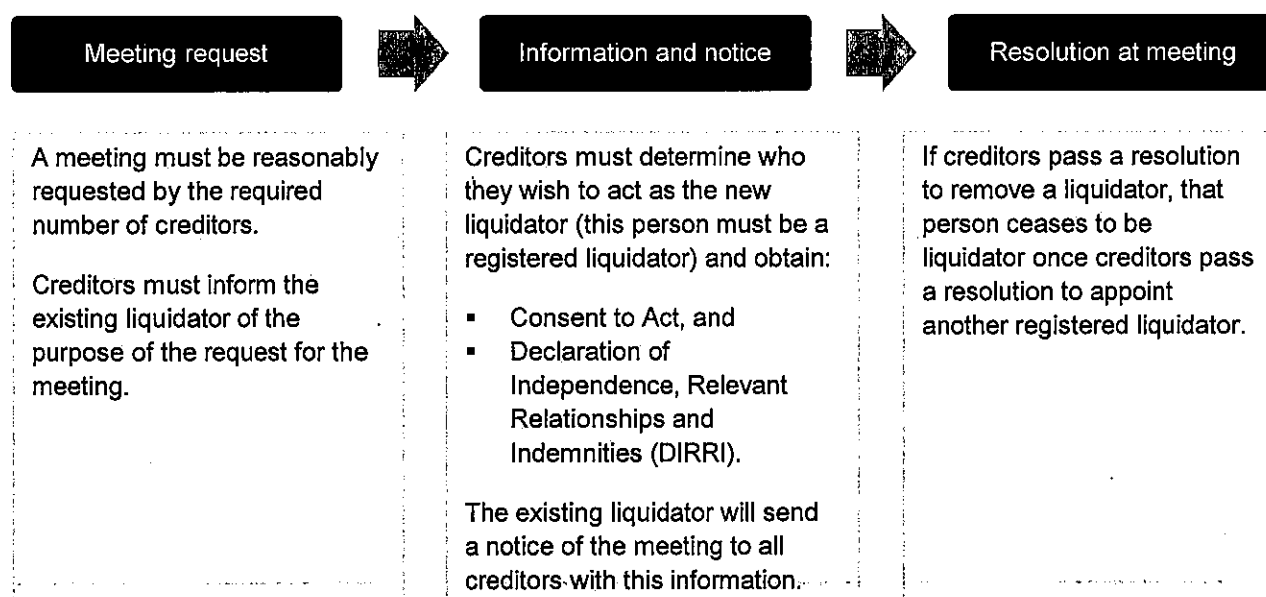 Meeting request
Information and notice
Resolution at meeting
A meeting must be reasonably
requested by the required
number of creditors.
Creditors must inform the
existing liquidator of the
purpose of the request for the
meeting.
Creditors must determine who
they wish to act as the new
liquidator (this person must be a
registered liquidator) and obtain:
▪ Consent to Act, and
▪ Declaration of
Independence, Relevant
Relationships and
Indemnities (DIRRI).
The existing liquidator will send
a notice of the meeting to all
creditors with this information.
If creditors pass a resolution
to remove a liquidator, that
person ceases to be
liquidator once creditors pass
a resolution to appoint
another registered liquidator.